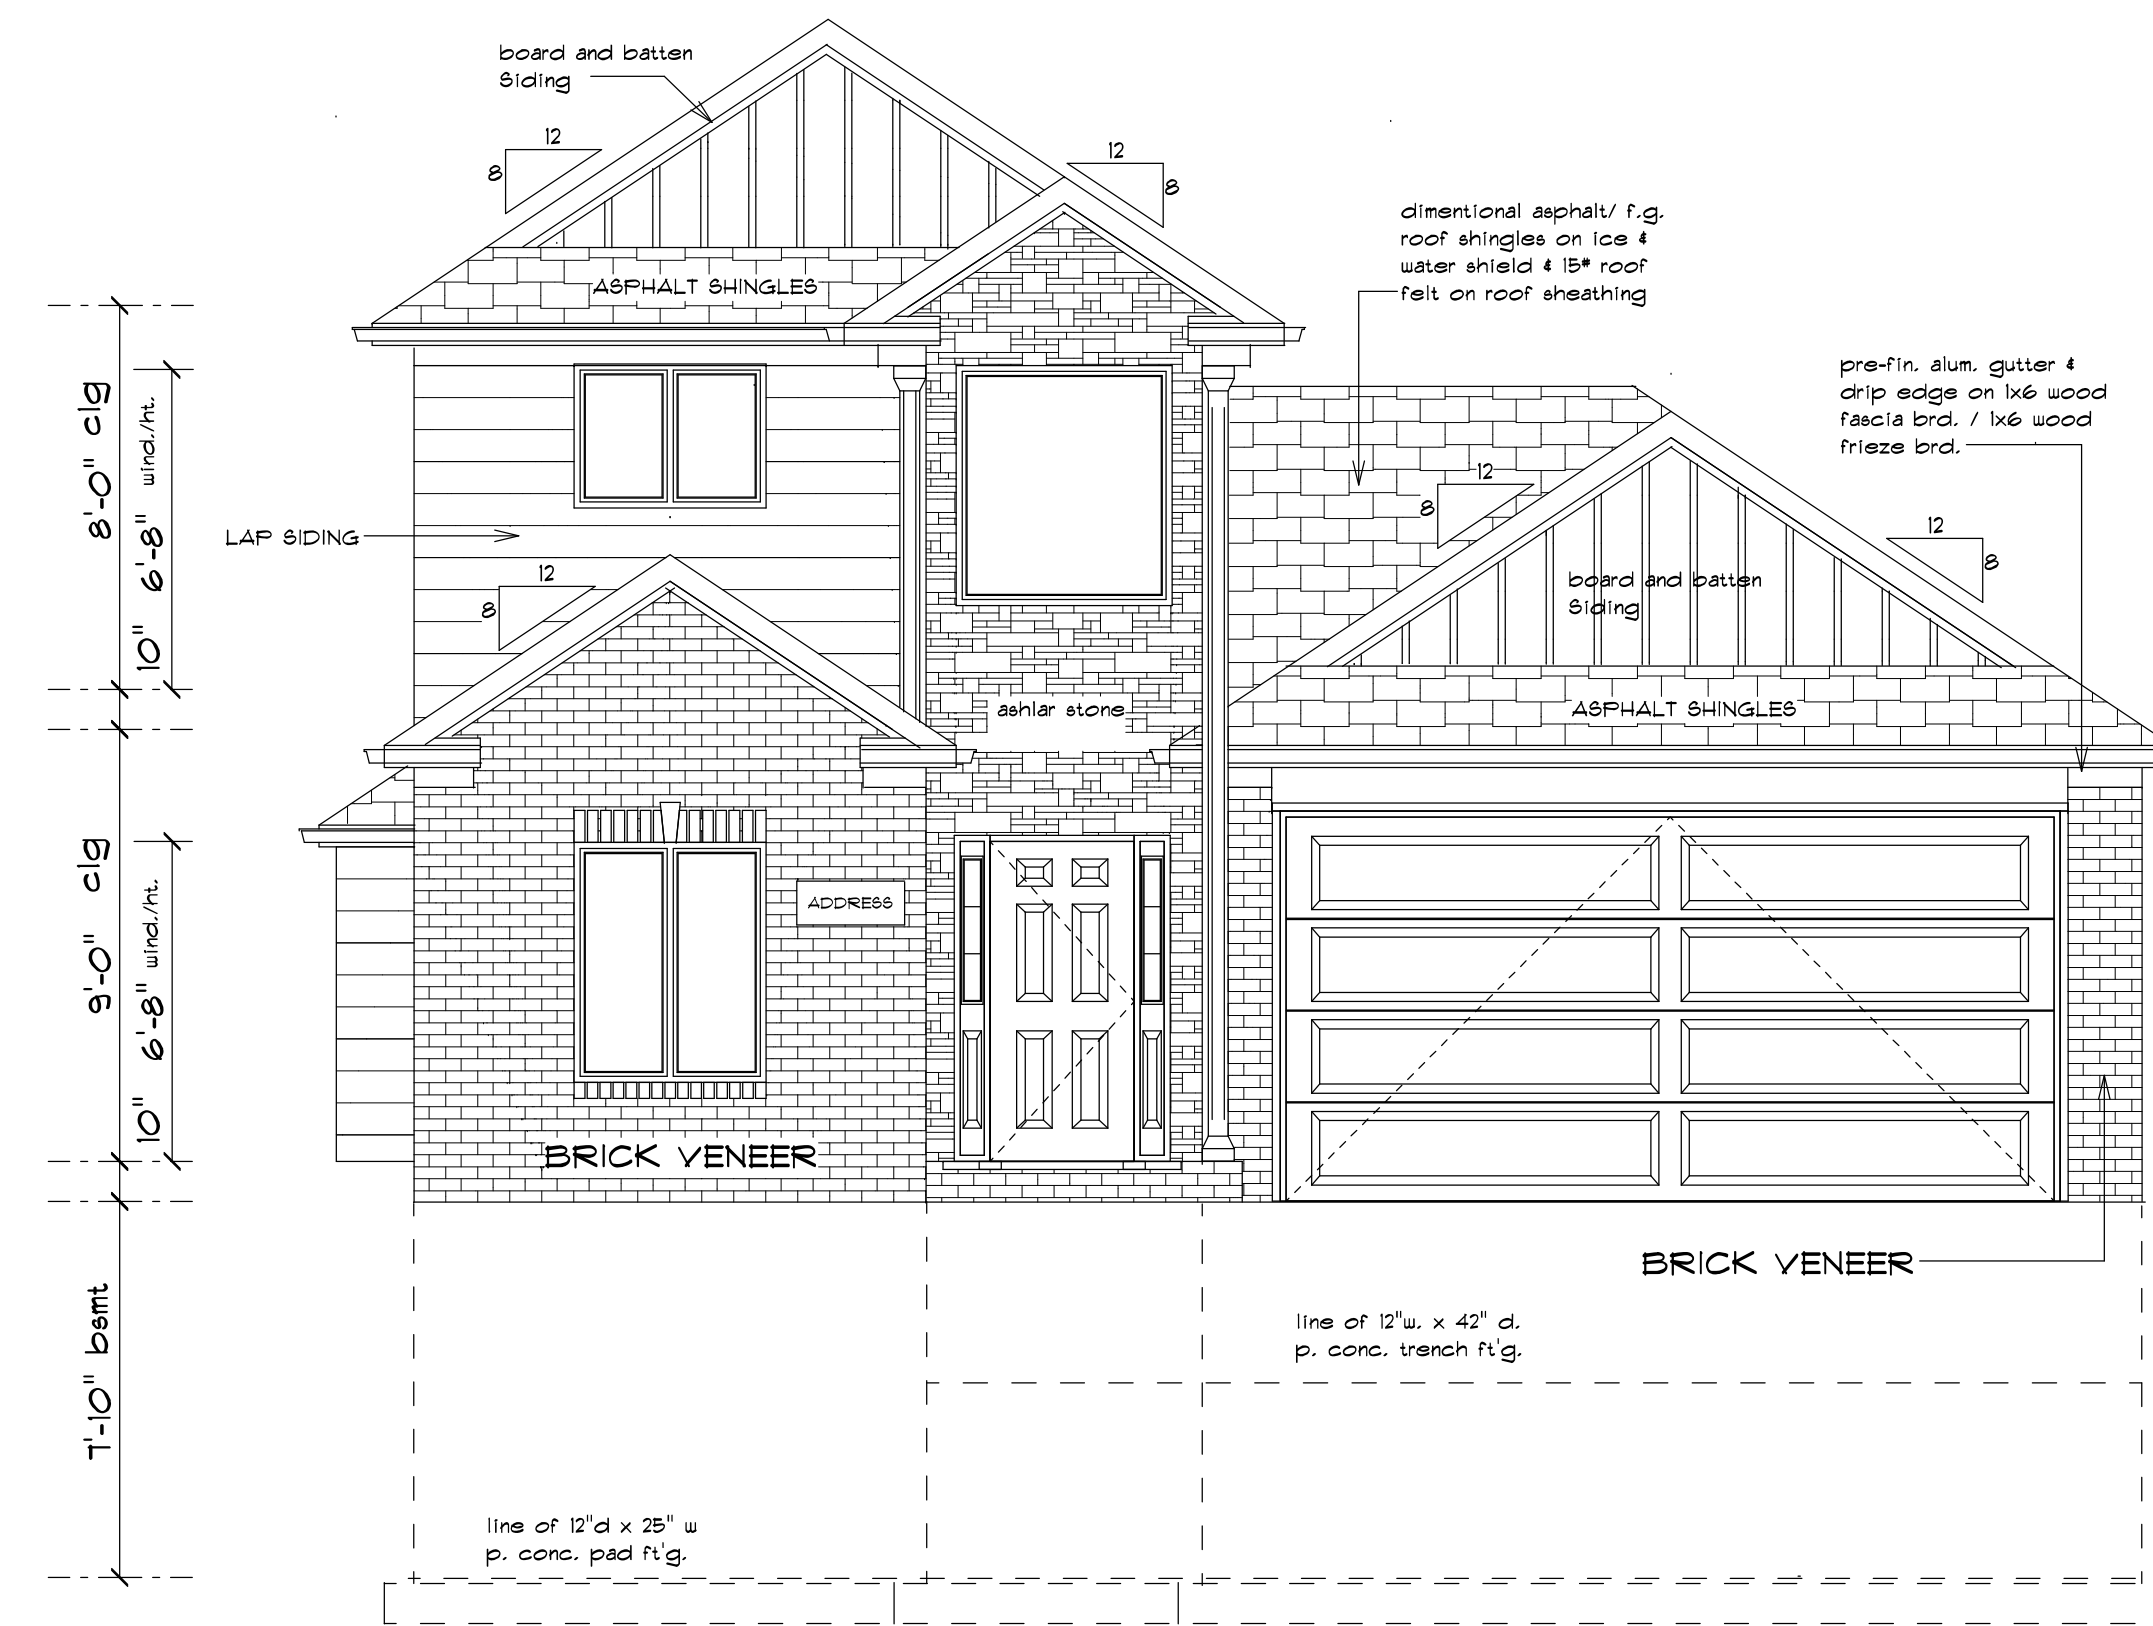 board and batten
Siding
12
8
12
8
dimentional asphalt/ f.g.
roof shingles on ice &
water shield & 15# roof
felt on roof sheathing
ASPHALT SHINGLES
pre-fin. alum. gutter &
drip edge on 1x6 wood
fascia brd. / 1x6 wood
frieze brd.
8'-0" clg
6'-8" wind./ht.
10"
LAP SIDING
12
8
12
8
12
8
board and batten
Siding
ashlar stone
ASPHALT SHINGLES
9'-0" clg
6'-8" wind./ht.
10"
ADDRESS
BRICK VENEER
BRICK VENEER
7'-10" bsmt
line of 12"w. x 42" d.
p. conc. trench ft'g.
line of 12"d x 25" w
p. conc. pad ft'g.